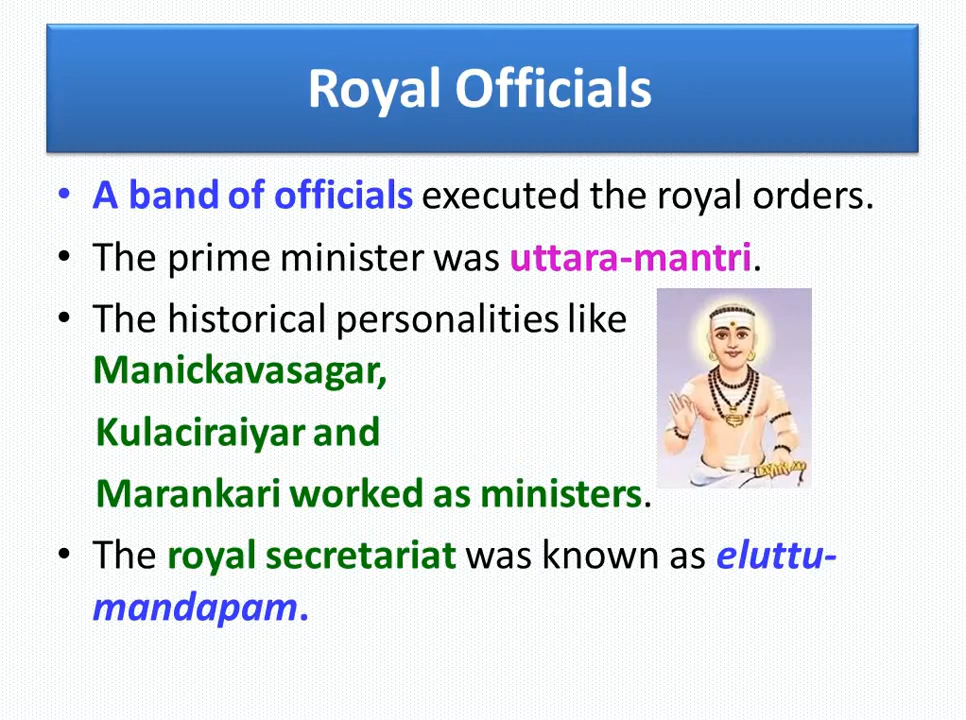 Royal Officials
• A band of officials executed the royal orders.
• The prime minister was uttara-mantri.
• The historical personalities like
Manickavasagar,
Kulaciraiyar and
Marankari worked as ministers.
• The royal secretariat was known as eluttu-
mandapam.